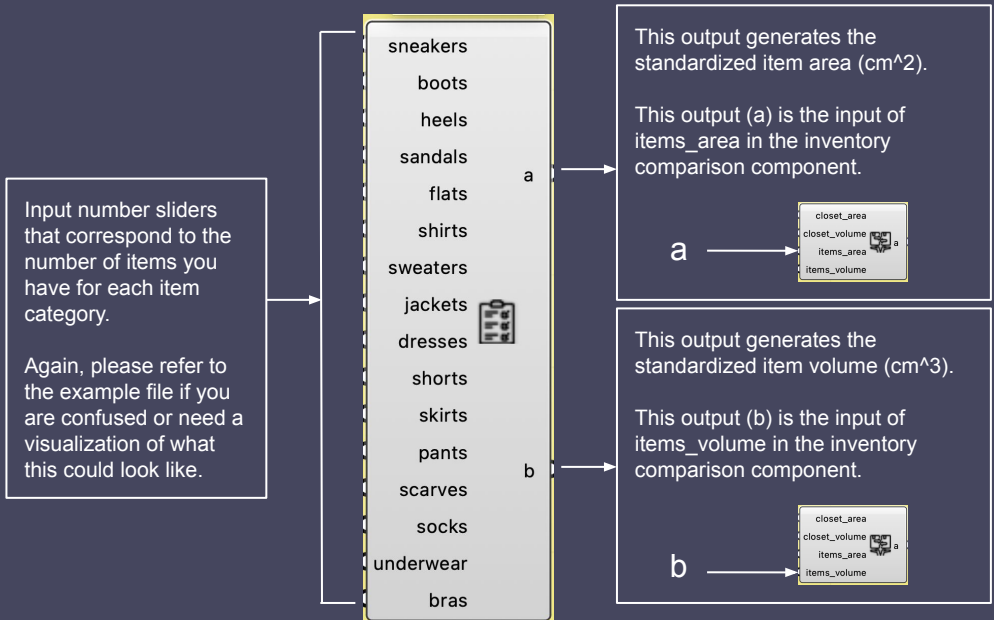 Input number sliders
that correspond to the
number of items you
have for each item
category.
Again, please refer to
the example file if you
are confused or need a
visualization of what
this could look like.
sneakers
boots
heels
sandals
flats
shirts
sweaters
jackets
dresses
shorts
skirts
pants
scarves
socks
underwear
bras
a
b
This output generates the
standardized item area (cm^2).
This output (a) is the input of
items_area in the inventory
comparison component.
a
closet_area
closet_volume
items_area
items_volume
a
This output generates the
standardized item volume (cm^3).
This output (b) is the input of
items_volume in the inventory
comparison component.
b
closet_area
closet_volume
items_area
items_volume
a